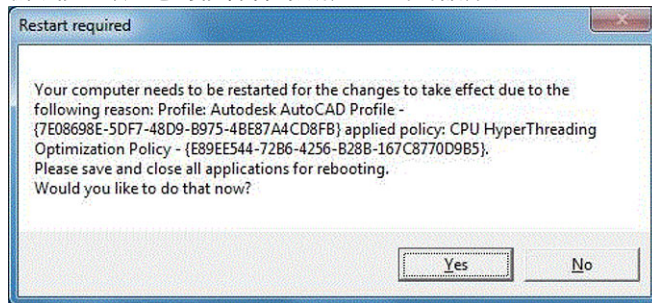 Restart required
Your computer needs to be restarted for the changes to take effect due to the
following reason: Profile: Autodesk AutoCAD Profile -
{7E08698E-5DF7-48D9-B975-4BE87A4CD8FB} applied policy: CPU HyperThreading
Optimization Policy - {E89EE544-72B6-4256-B28B-167C8770D9B5}.
Please save and close all applications for rebooting.
Would you like to do that now?
Yes
No